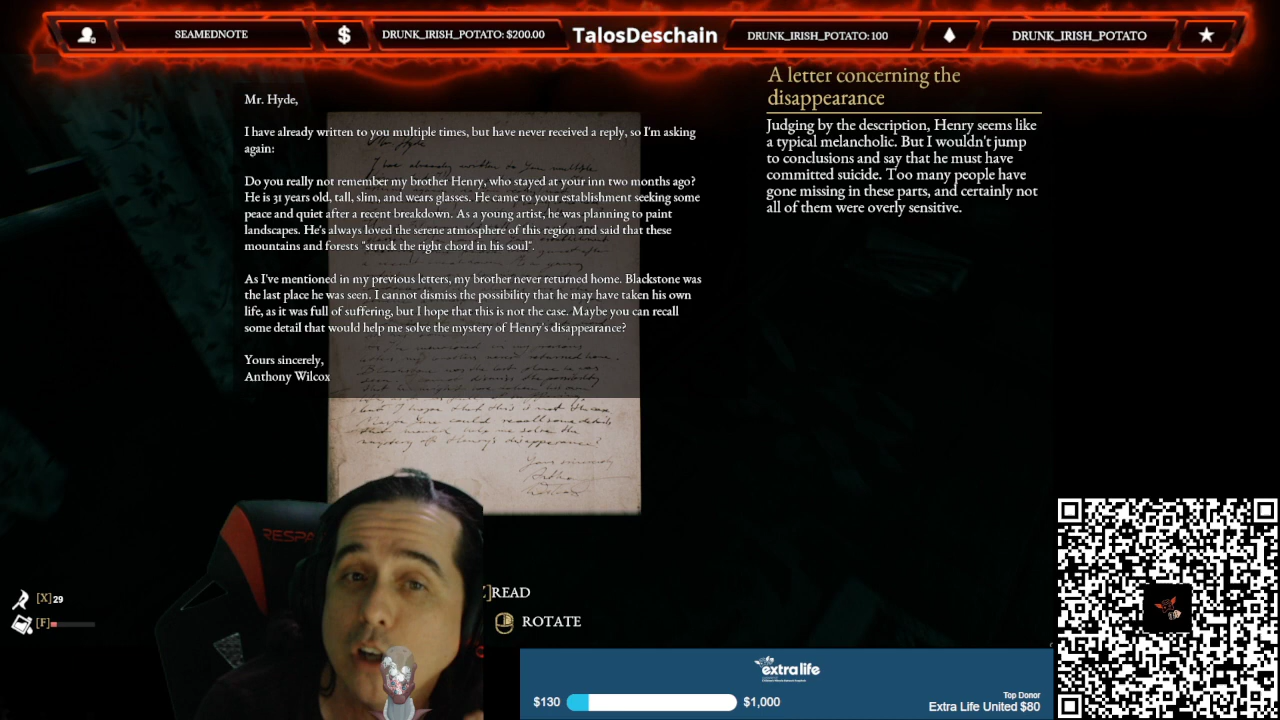 SEAMEDNOTE
$
DRUNK_IRISH_POTATO: $200.00
TalosDeschain
DRUNK_IRISH_POTATO: 100
DRUNK_IRISH_POTATO
Mr. Hyde,
I have already written to you multiple times, but have never received a reply, so I'm asking
again:
Do you really not remember my brother Henry, who stayed at your inn two months ago?
He is 31 years old, tall, slim, and wears glasses. He came to your establishment seeking some
peace and quiet after a recent breakdown. As a young artist, he was planning to paint
landscapes. He's always loved the serene atmosphere of this region and said that these
mountains and forests "struck the right chord in his soul".
As I've mentioned in my previous letters, my brother never returned home. Blackstone was
the last place he was seen. I cannot dismiss the possibility that he may have taken his own
life, as it was full of suffering, but I hope that this is not the case. Maybe you can recall
some detail that would help me solve the mystery of Henry's disappearance?
Yours sincerely,
Anthony Wilcox
A letter concerning the
disappearance
Judging by the description, Henry seems like
a typical melancholic. But I wouldn't jump
to conclusions and say that he must have
committed suicide. Too many people have
gone missing in these parts, and certainly not
all of them were overly sensitive.
RESPA
[X] 29
[F]
]READ
ROTATE
extralife
$130
$1,000
Top Donor
Extra Life United $80